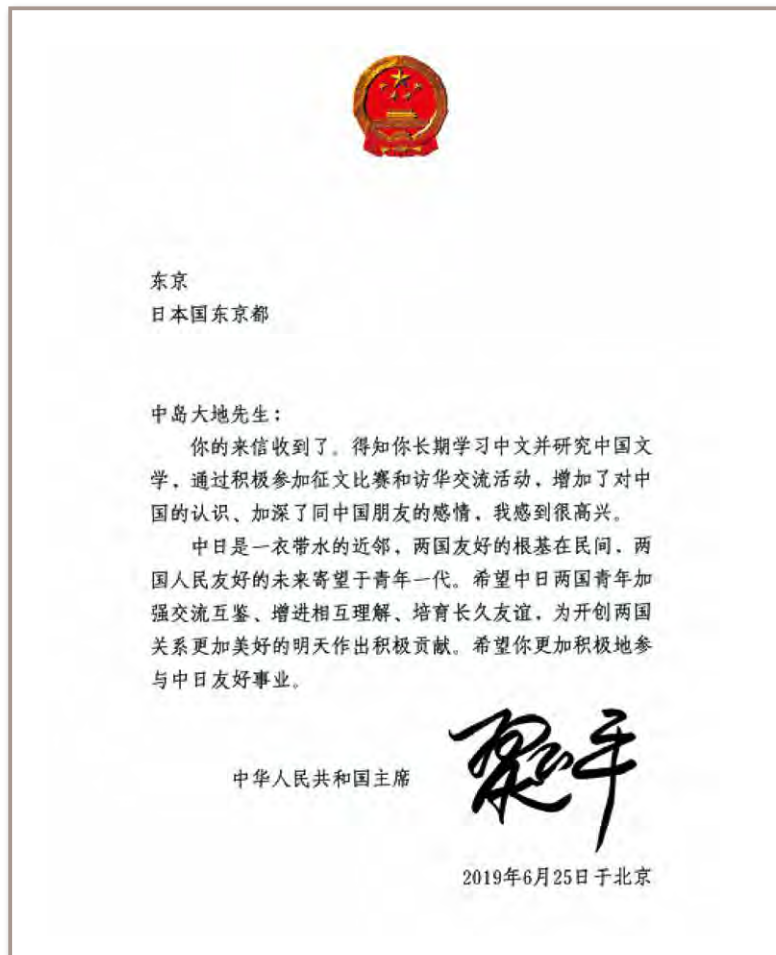 东京
日本国东京都
中岛大地先生：
你的来信收到了。得知你长期学习中文并研究中国文
学，通过积极参加征文比赛和访华交流活动，增加了对中
国的认识、加深了同中国朋友的感情，我感到很高兴。
中日是一衣带水的近邻，两国友好的根基在民间，两
国人民友好的未来寄望于青年一代。希望中日两国青年加
强交流互鉴、增进相互理解、培育长久友谊，为开创两国
关系更加美好的明天作出积极贡献。希望你更加积极地参
与中日友好事业。
中华人民共和国主席
2019年6月25日于北京